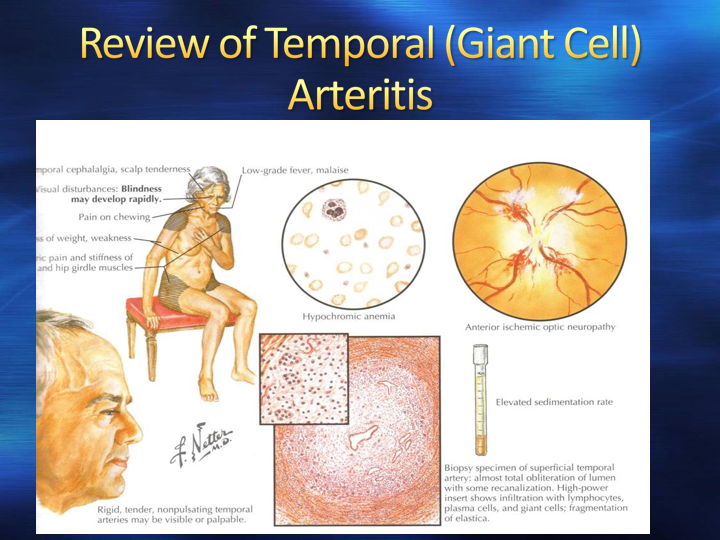 Review of Temporal (Giant Cell)
Arteritis
cephalalgia, scalp tenderness
disturbances: Blindness
may develop rapidly.
Pain on chewing
of weight, weakness
pain and stiffness of
and hip girdle muscles
Low-grade fever, malaise
Hypochromic anemia
Anterior ischemic optic neuropathy
Elevated sedimentation rate
F. Netter
M.D.
Biopsy specimen of superficial temporal
artery: almost total obliteration of lumen
with some recanalization. High-power
insert shows infiltration with lymphocytes,
plasma cells, and giant cells; fragmentation
of elastica.
Rigid, tender, nonpulsating temporal
arteries may be visible or palpable.